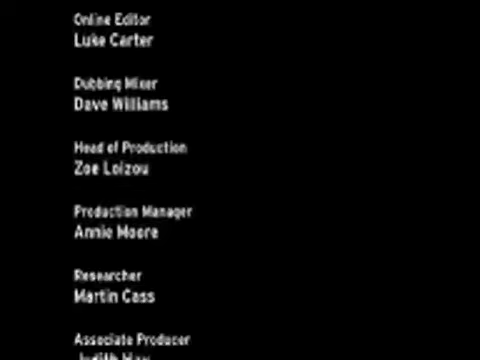 Online Editor
Luke Carter
Dubbing Mixer
Dave Williams
Head of Production
Zoe Loizou
Production Manager
Annie Moore
Researcher
Martin Cass
Associate Producer
Judith